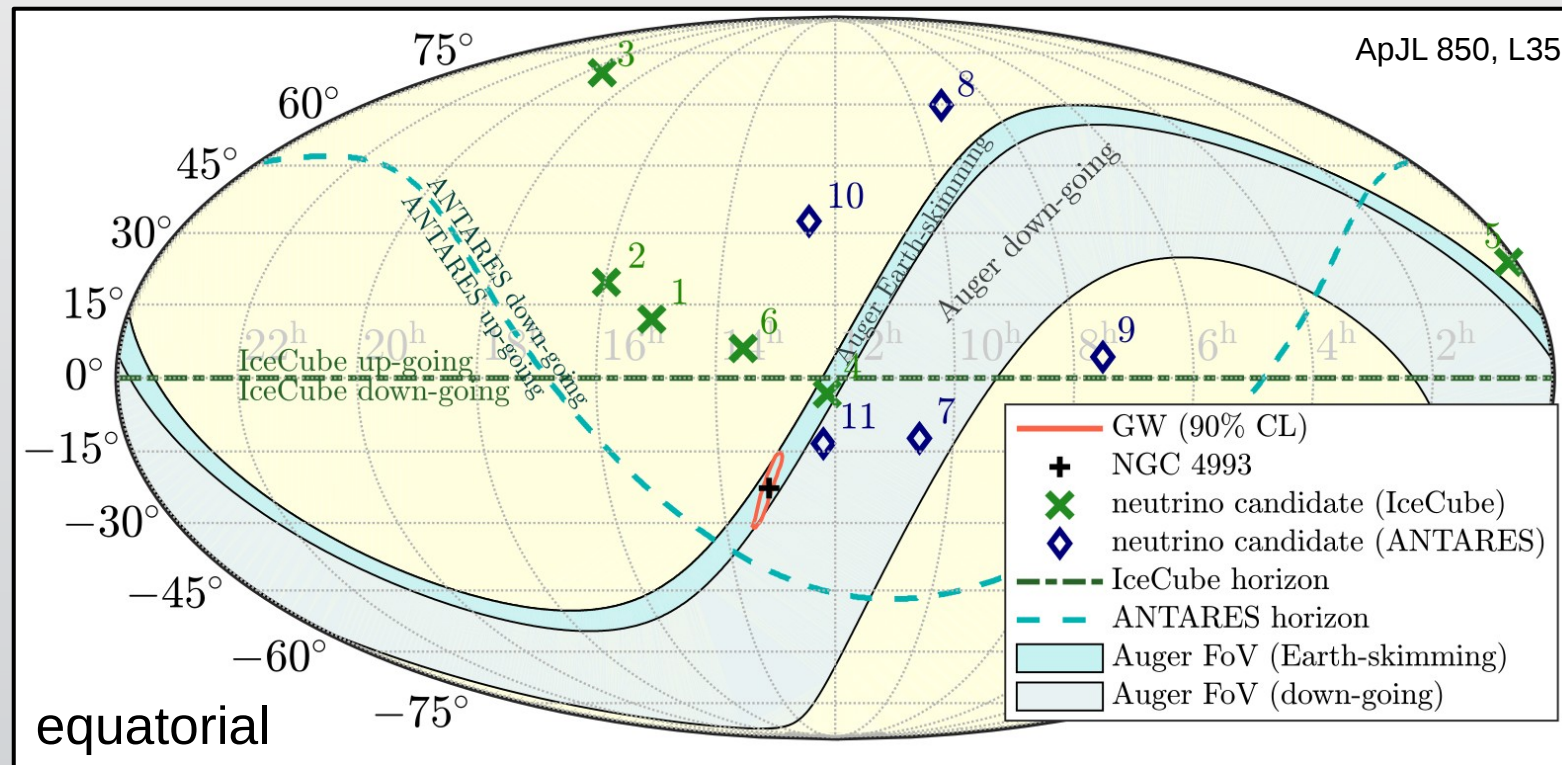 ApJL 850, L35
75°
60°
45°
30°
15°
0°
−15°
−30°
−45°
−60°
−75°
3
8
10
2
1
6
5
9
4
11
7
22h
20h
18h
16h
14h
12h
10h
8h
6h
4h
2h
ANTARES down-going
ANTARES up-going
Auger Earth-skimming
Auger down-going
IceCube up-going
IceCube down-going
GW (90% CL)
NGC 4993
neutrino candidate (IceCube)
neutrino candidate (ANTARES)
IceCube horizon
ANTARES horizon
Auger FoV (Earth-skimming)
Auger FoV (down-going)
equatorial